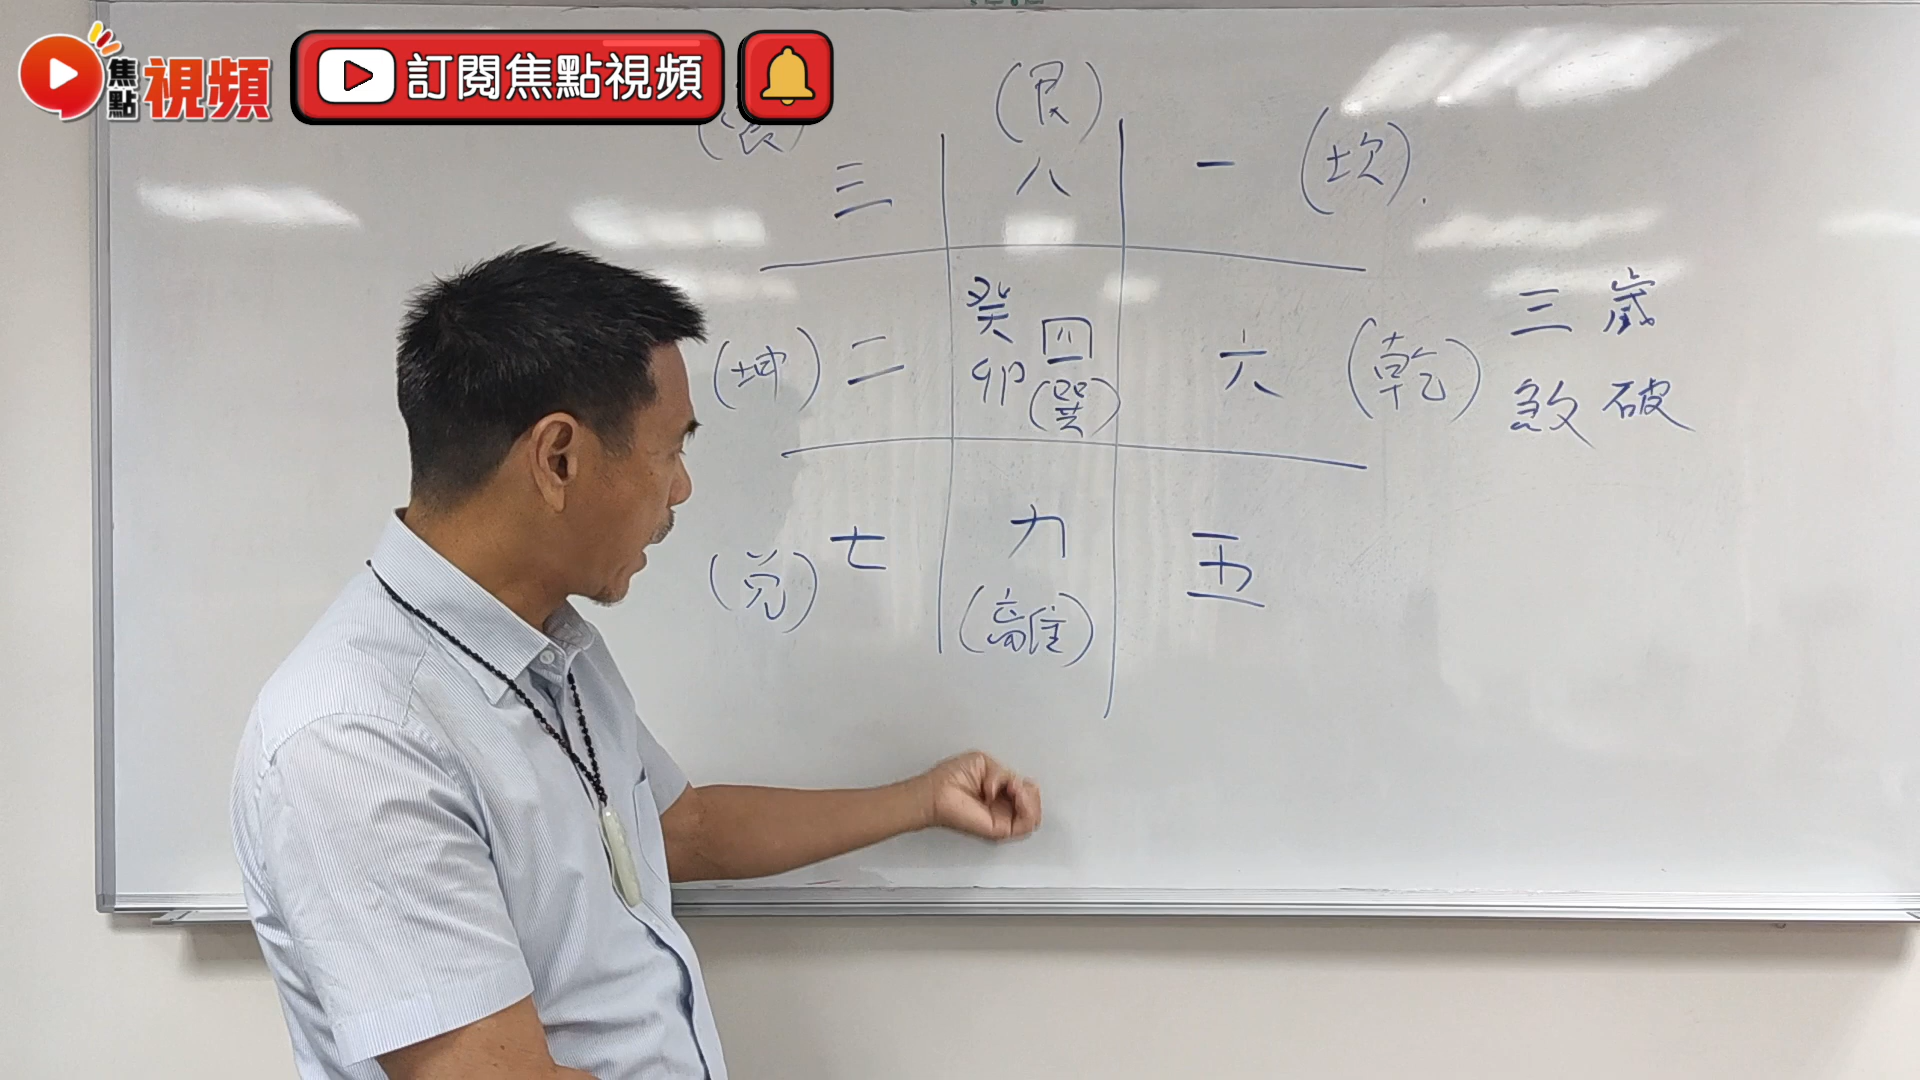 焦點視頻
訂閱焦點視頻
(艮)
三 八 一 (坎)
(坤) 二 癸卯 四 (巽) 六 (乾) 三煞 歲破
(兌) 七 九 五
(離)